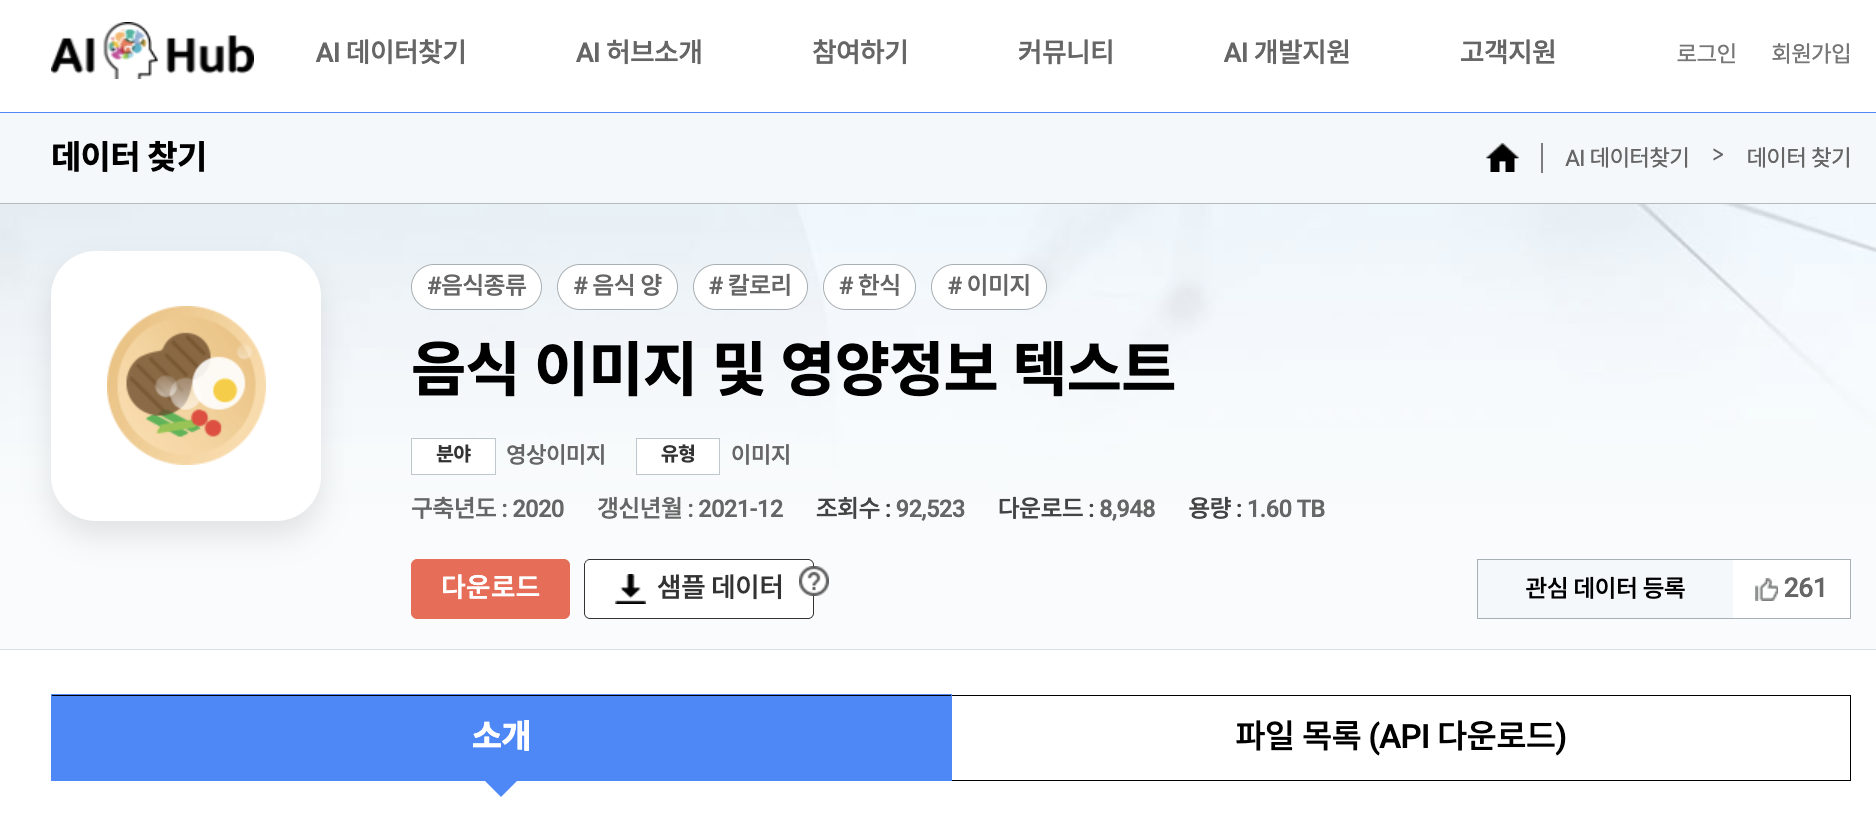 AI Hub AI 데이터찾기 AI 허브소개 참여하기 커뮤니티 AI 개발지원 고객지원 로그인 회원가입
데이터 찾기 AI 데이터찾기 > 데이터 찾기
#음식종류 # 음식 양 # 칼로리 # 한식 # 이미지
음식 이미지 및 영양정보 텍스트
분야 영상이미지 유형 이미지
구축년도 : 2020 갱신년월 : 2021-12 조회수 : 92,523 다운로드 : 8,948 용량 : 1.60 TB
다운로드 샘플 데이터 ? 관심 데이터 등록 261
소개 파일 목록 (API 다운로드)